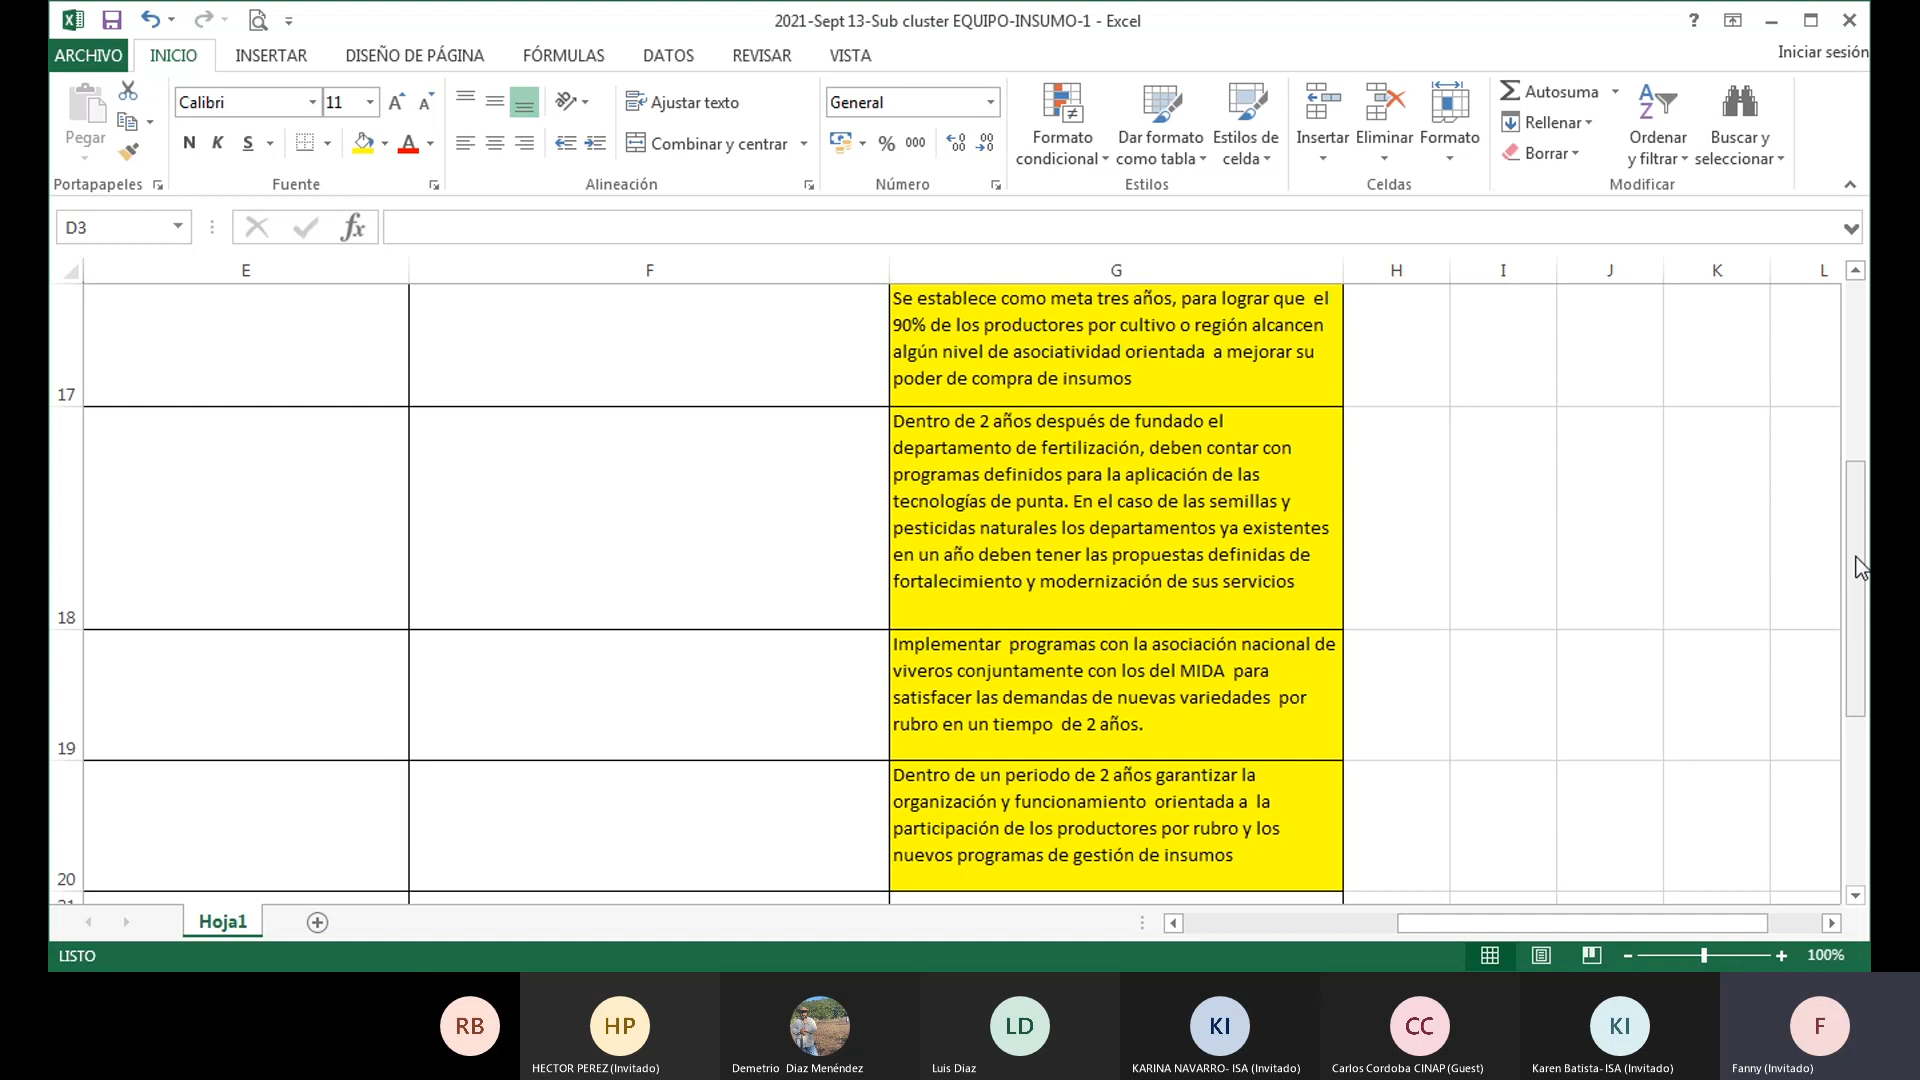 2021-Sept 13-Sub cluster EQUIPO-INSUMO-1 - Excel
?
ARCHIVO INICIO INSERTAR DISEÑO DE PÁGINA FÓRMULAS DATOS REVISAR VISTA
Iniciar sesión
Pegar
Portapapeles
Calibri 11
N K S
Fuente
Ajustar texto
Combinar y centrar
Alineación
General
% 000
Número
Formato condicional
Dar formato como tabla
Estilos de celda
Estilos
Insertar Eliminar Formato
Celdas
Autosuma
Rellenar
Borrar
Ordenar y filtrar
Buscar y seleccionar
Modificar
D3
fx
E F G H I J K L
Se establece como meta tres años, para lograr que el
90% de los productores por cultivo o región alcancen
algún nivel de asociatividad orientada a mejorar su
poder de compra de insumos
17
Dentro de 2 años después de fundado el
departamento de fertilización, deben contar con
programas definidos para la aplicación de las
tecnologías de punta. En el caso de las semillas y
pesticidas naturales los departamentos ya existentes
en un año deben tener las propuestas definidas de
fortalecimiento y modernización de sus servicios
18
Implementar programas con la asociación nacional de
viveros conjuntamente con los del MIDA para
satisfacer las demandas de nuevas variedades por
rubro en un tiempo de 2 años.
19
Dentro de un periodo de 2 años garantizar la
organización y funcionamiento orientada a la
participación de los productores por rubro y los
nuevos programas de gestión de insumos
20
21
Hoja1
LISTO
100%
RB
HP
LD
KI
CC
KI
F
HECTOR PEREZ (Invitado)
Demetrio Diaz Menéndez
Luis Diaz
KARINA NAVARRO- ISA (Invitado)
Carlos Cordoba CINAP (Guest)
Karen Batista- ISA (Invitado)
Fanny (Invitado)